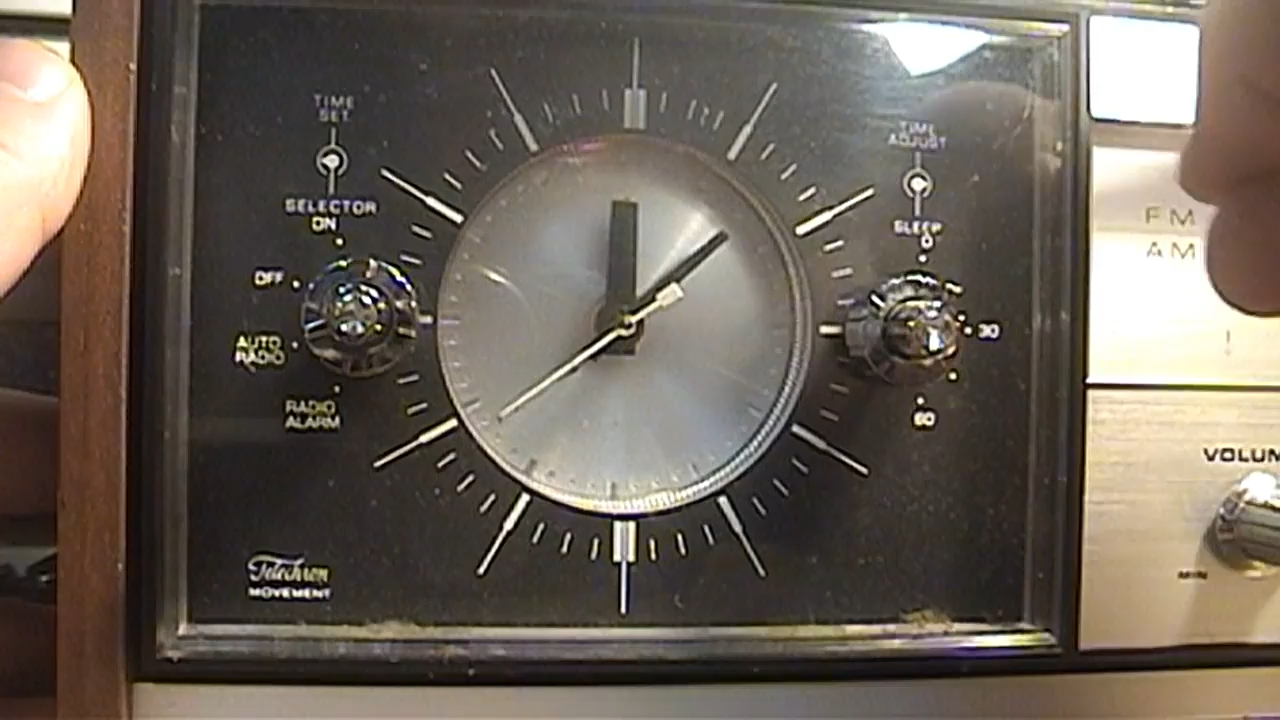 TIME
SET
SELECTOR
ON
OFF
AUTO
RADIO
RADIO
ALARM
TIME
ADJUST
SLEEP
0
30
60
FM
AM
VOLUM
MIN
Telechron
MOVEMENT